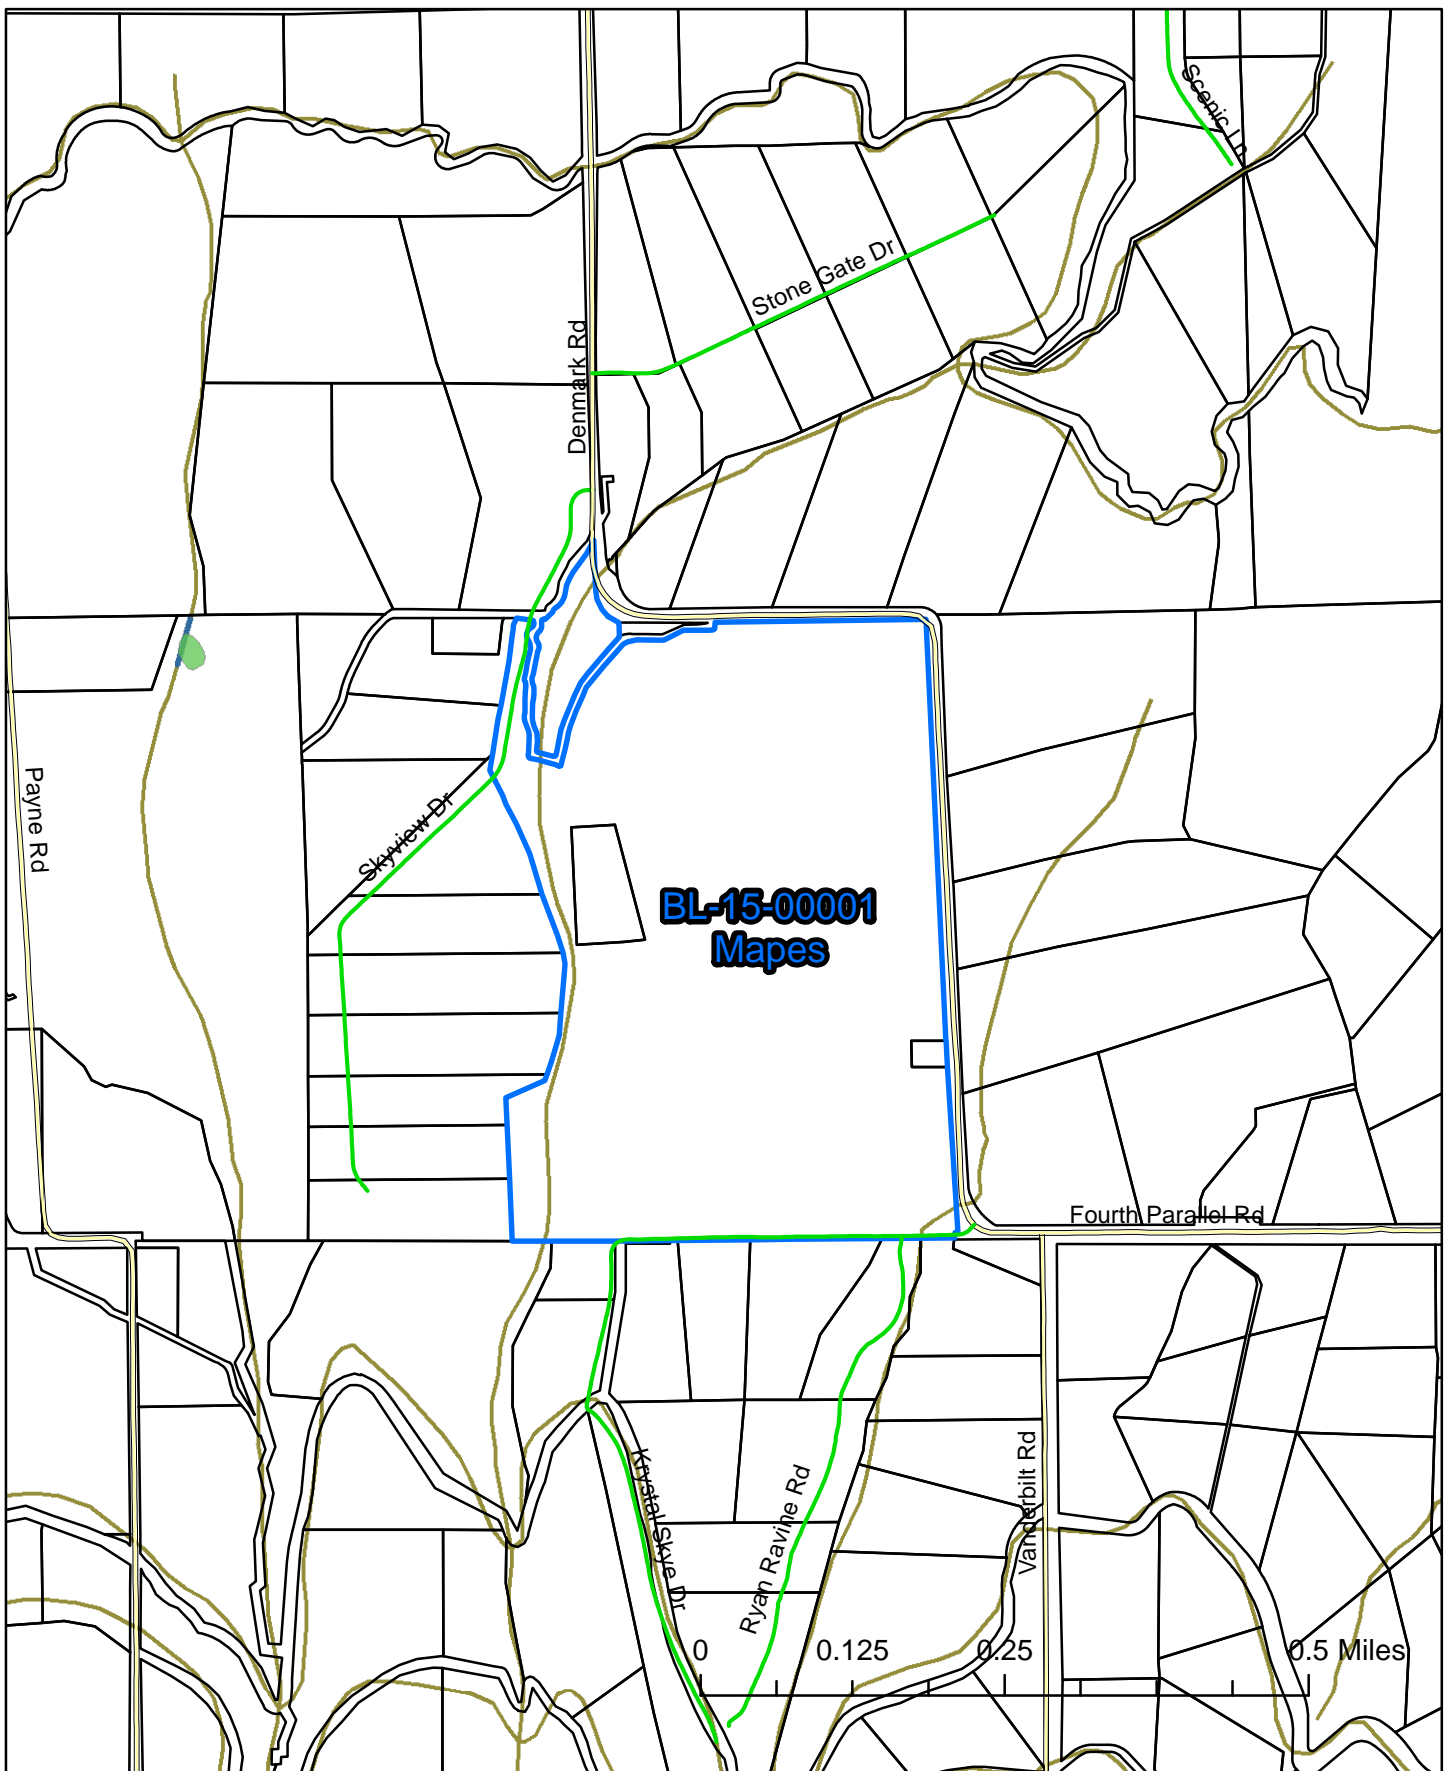 Scenic Ln
Stone Gate Dr
Denmark Rd
Payne Rd
Skyview Dr
BL-15-00001
Mapes
Fourth Parallel Rd
Krystal Skye Dr
Ryan Ravine Rd
Vanderbilt Rd
0 0.125 0.25 0.5 Miles